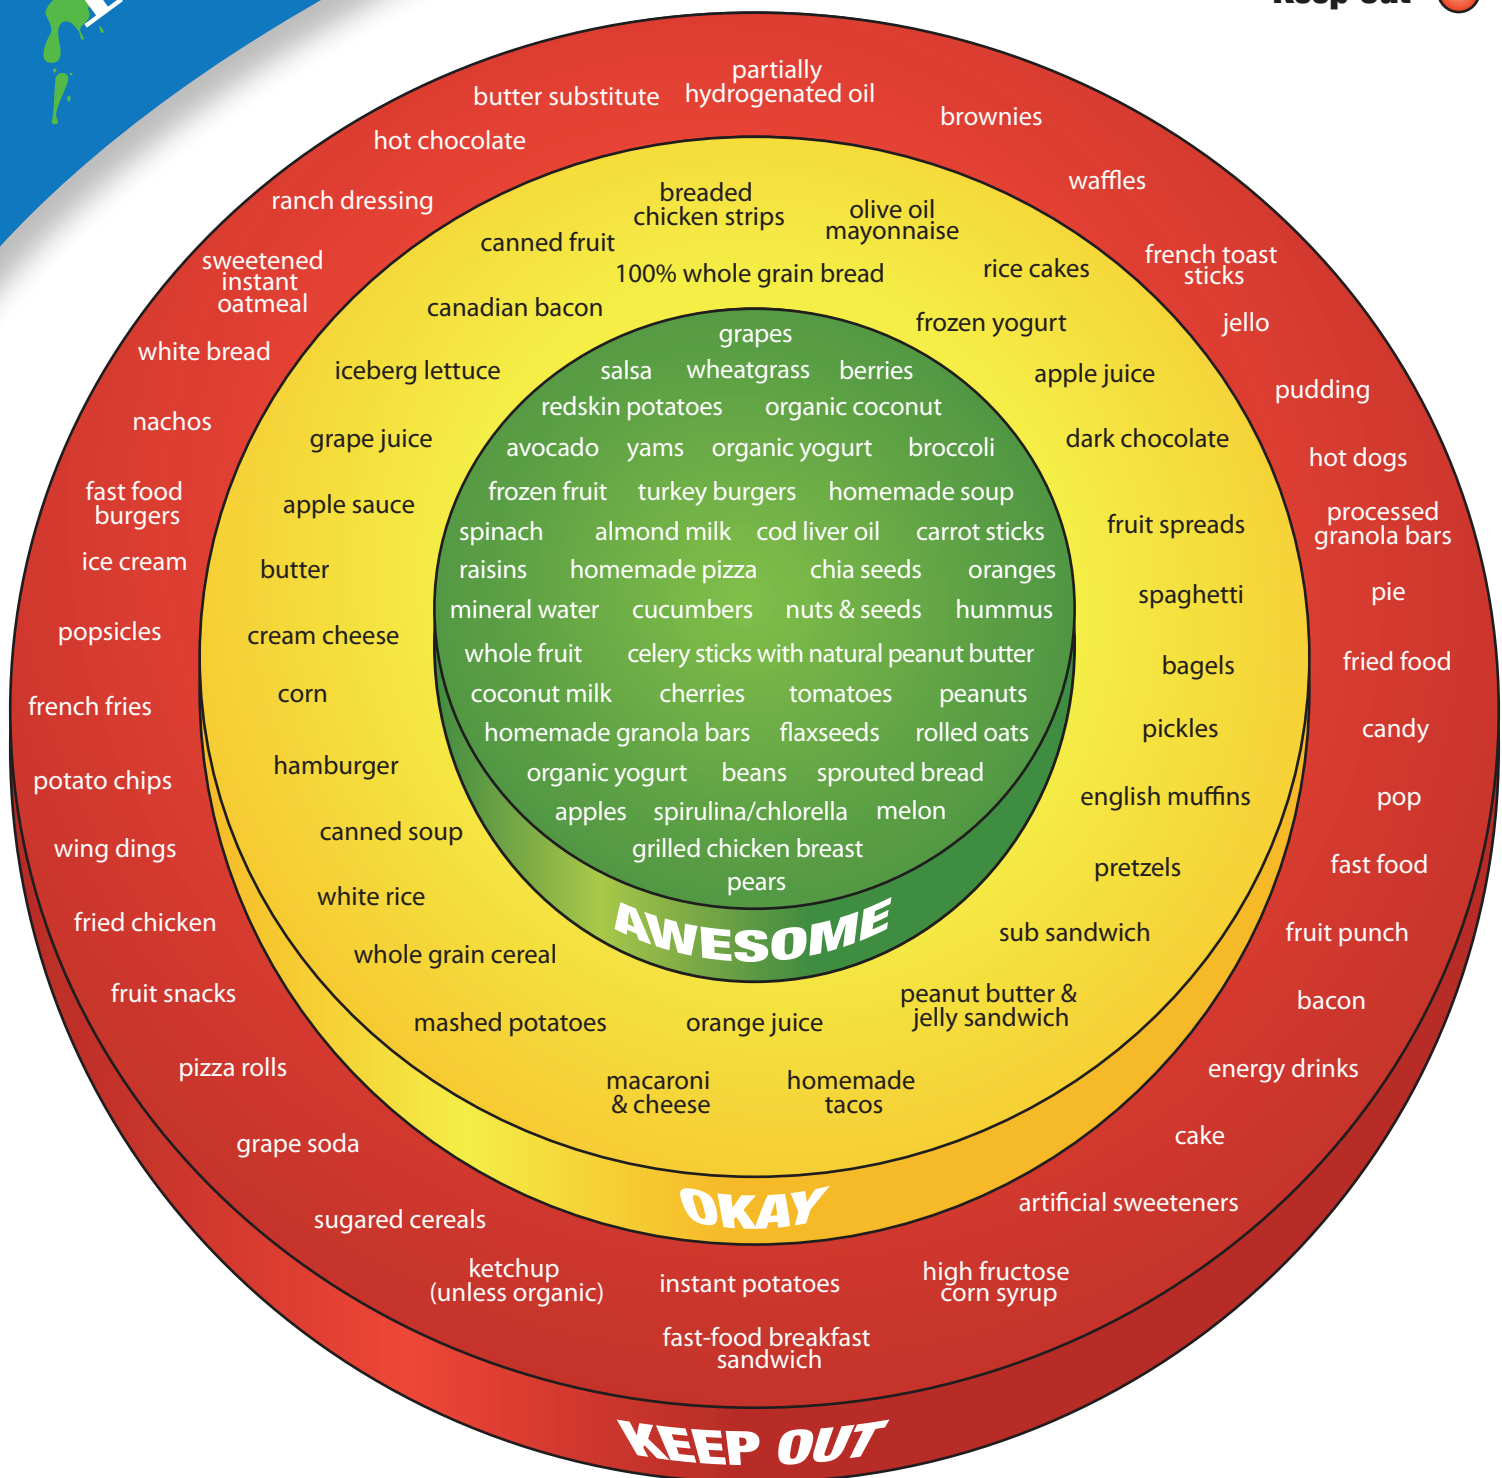 Keep Out
partially
hydrogenated oil
butter substitute
brownies
hot chocolate
waffles
ranch dressing
french toast
sticks
sweetened
instant
oatmeal
jello
white bread
pudding
nachos
hot dogs
fast food
burgers
processed
granola bars
ice cream
pie
popsicles
fried food
french fries
candy
potato chips
pop
wing dings
fast food
fried chicken
fruit punch
fruit snacks
bacon
pizza rolls
energy drinks
grape soda
cake
sugared cereals
artificial sweeteners
ketchup
(unless organic)
instant potatoes
high fructose
corn syrup
fast-food breakfast
sandwich
KEEP OUT
breaded
chicken strips
olive oil
mayonnaise
canned fruit
100% whole grain bread
rice cakes
canadian bacon
frozen yogurt
iceberg lettuce
apple juice
grape juice
dark chocolate
apple sauce
fruit spreads
butter
spaghetti
cream cheese
bagels
corn
pickles
hamburger
english muffins
canned soup
pretzels
white rice
sub sandwich
whole grain cereal
peanut butter &
jelly sandwich
mashed potatoes
orange juice
macaroni
& cheese
homemade
tacos
OKAY
grapes
salsa wheatgrass berries
redskin potatoes organic coconut
avocado yams organic yogurt broccoli
frozen fruit turkey burgers homemade soup
spinach almond milk cod liver oil carrot sticks
raisins homemade pizza chia seeds oranges
mineral water cucumbers nuts & seeds hummus
whole fruit celery sticks with natural peanut butter
coconut milk cherries tomatoes peanuts
homemade granola bars flaxseeds rolled oats
organic yogurt beans sprouted bread
apples spirulina/chlorella melon
grilled chicken breast
pears
AWESOME